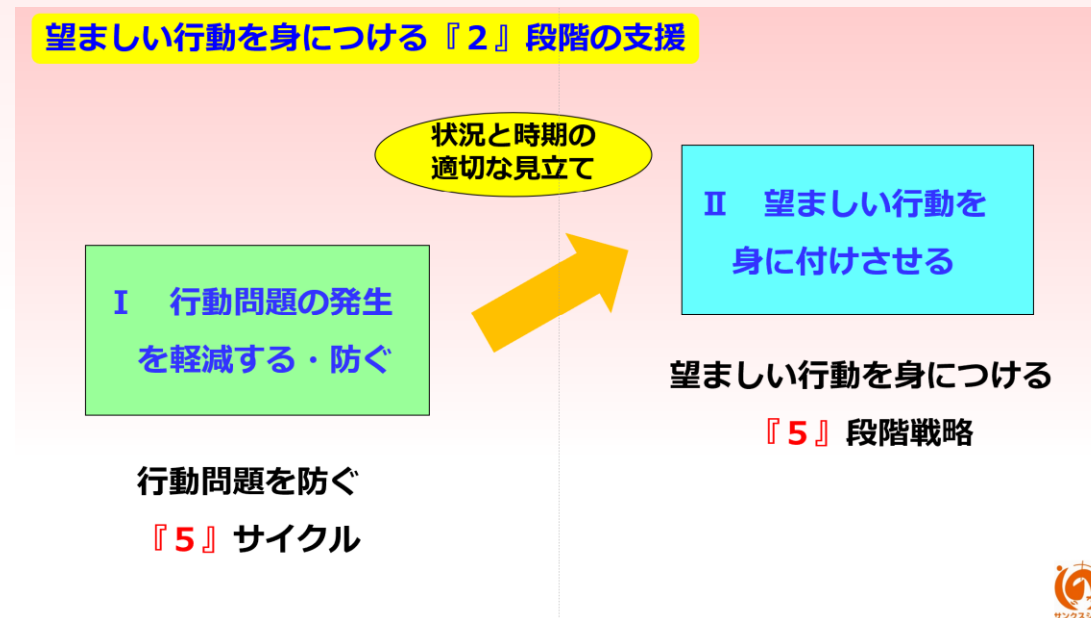 望ましい行動を身につける『２』段階の支援
状況と時期の
適切な見立て
Ⅰ　行動問題の発生
を軽減する・防ぐ
行動問題を防ぐ
『５』サイクル
Ⅱ　望ましい行動を
身に付けさせる
望ましい行動を身につける
『５』段階戦略